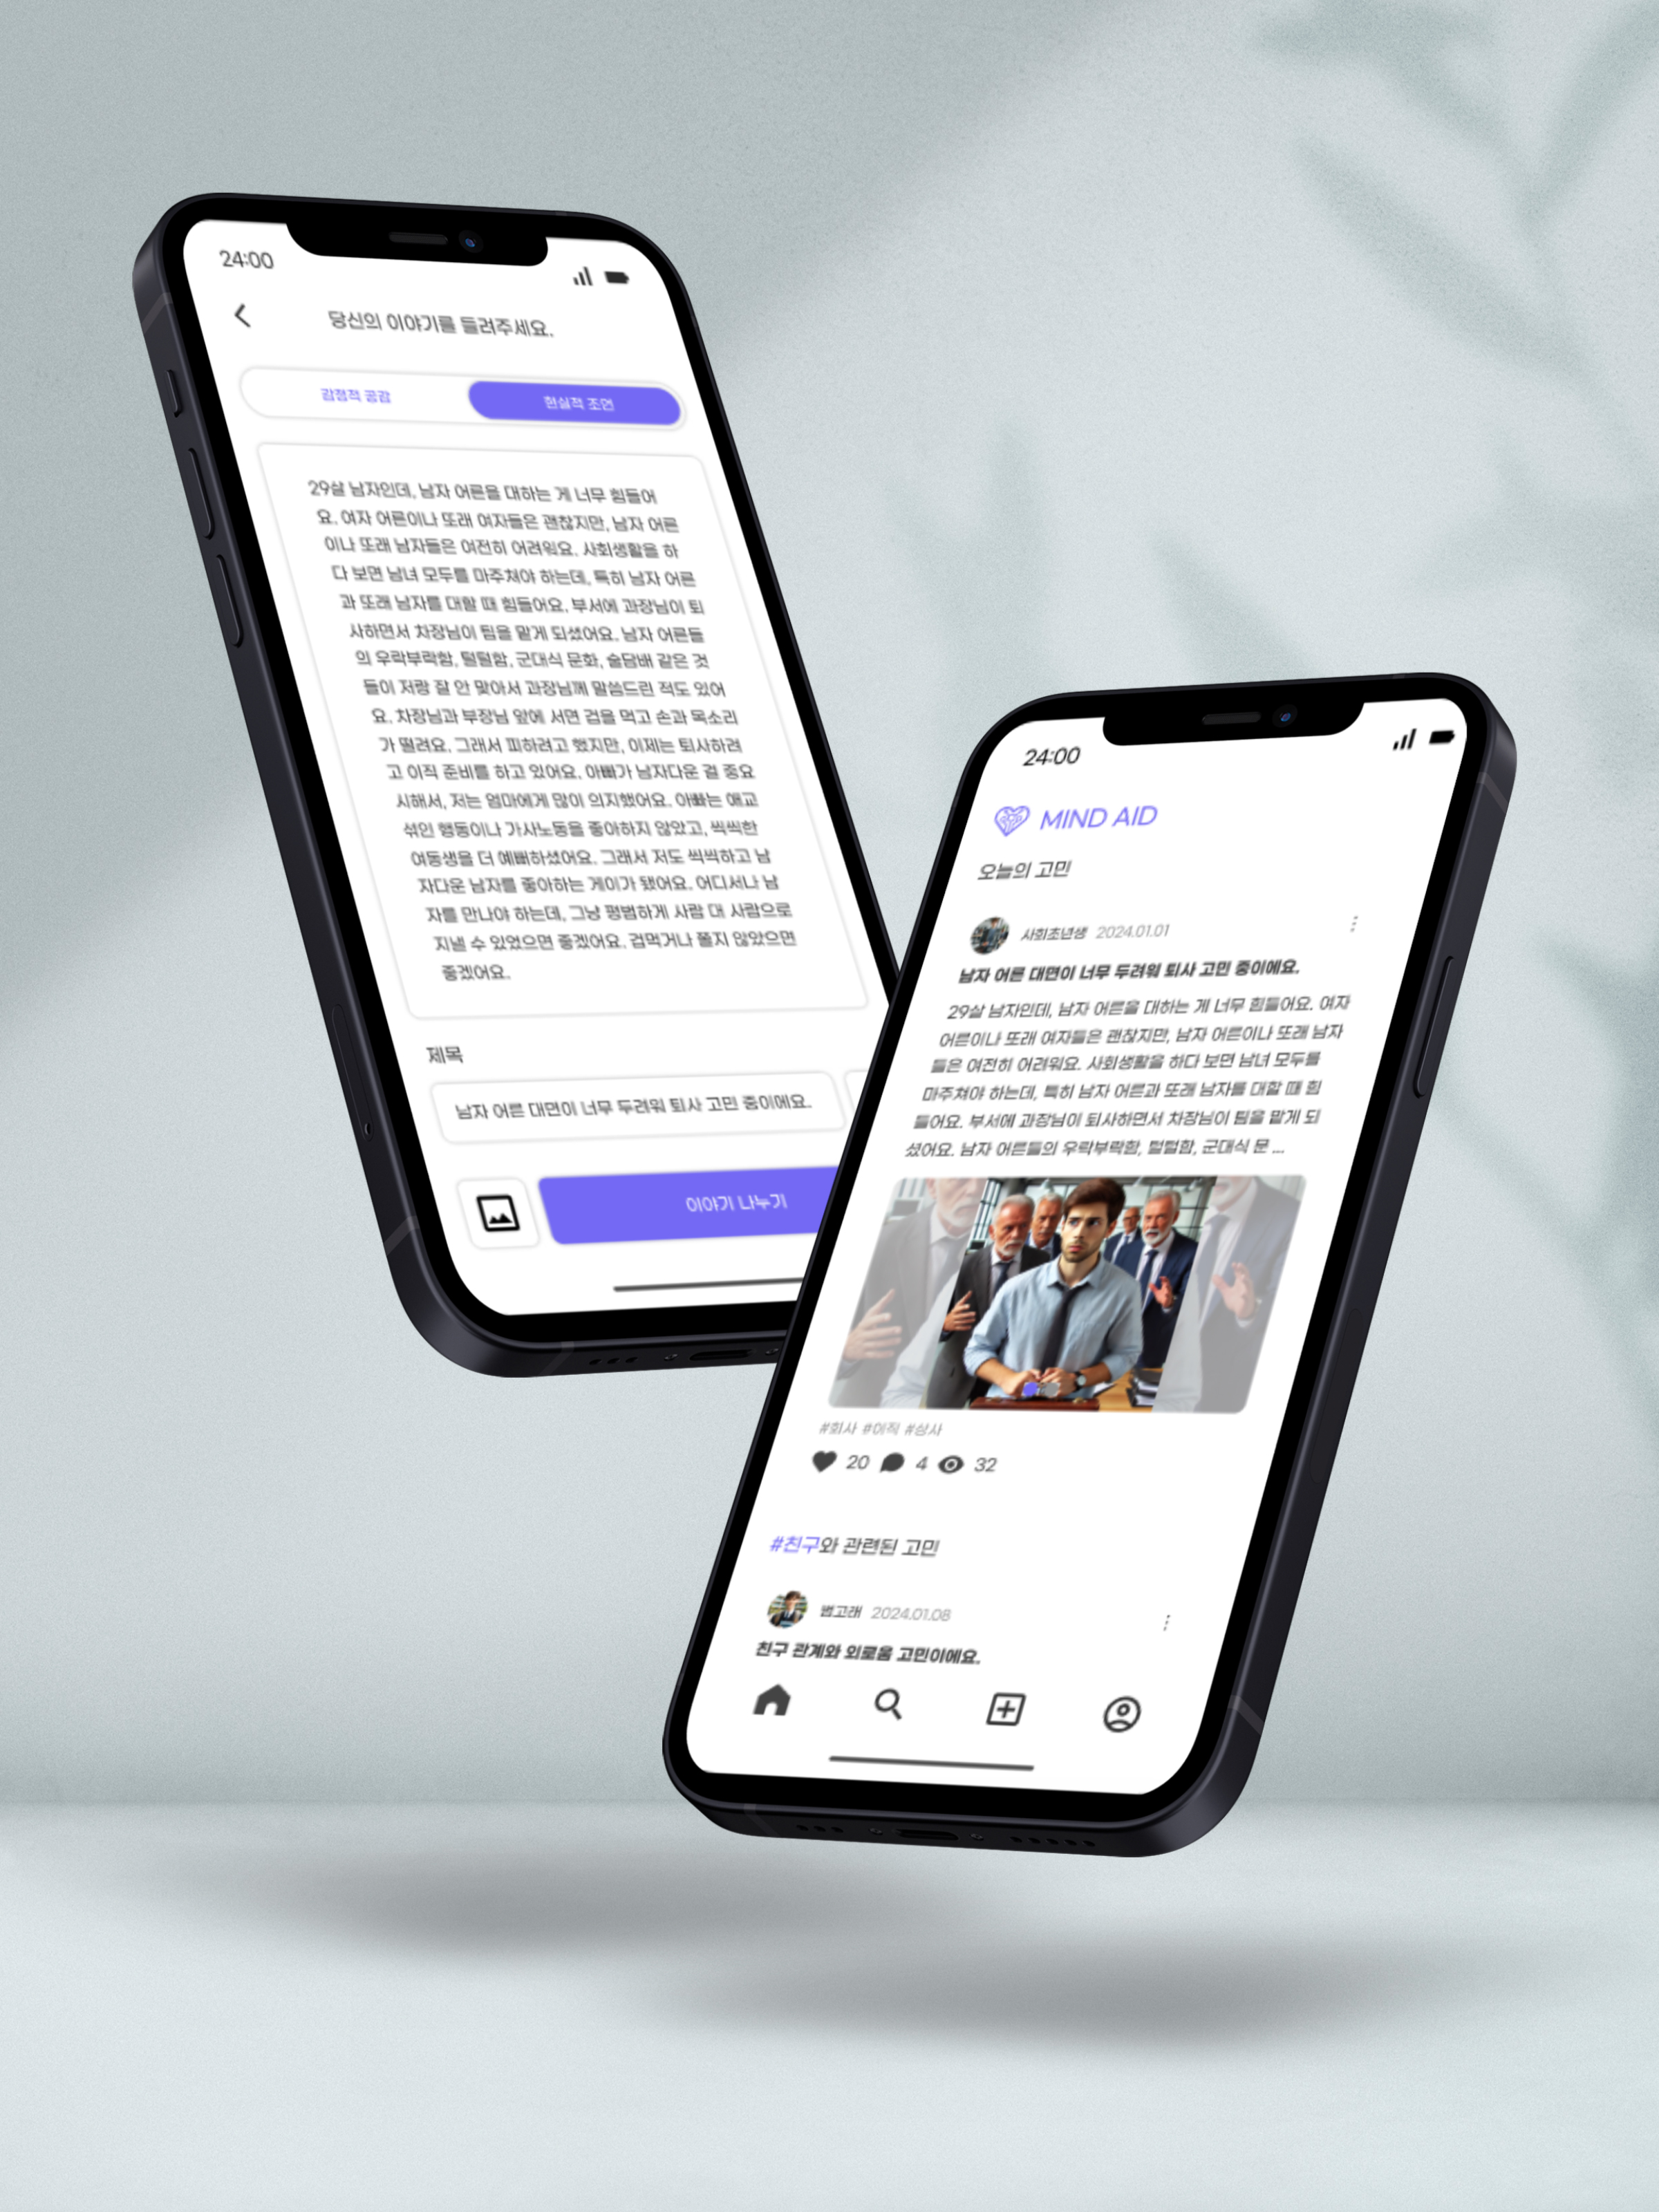 24:00
당신의 이야기를 들려주세요.
감정적 공감
현실적 조언
29살 남자인데, 남자 어른을 대하는 게 너무 힘들어
요. 여자 어른이나 또래 여자들은 괜찮지만, 남자 어른
이나 또래 남자들은 여전히 어려워요. 사회생활을 하
다 보면 남녀 모두를 마주쳐야 하는데, 특히 남자 어른
과 또래 남자를 대할 때 힘들어요. 부서에 과장님이 퇴
사하면서 차장님이 팀을 맡게 되셨어요. 남자 어른들
의 우락부락함, 털털함, 군대식 문화, 술담배 같은 것
들이 저랑 잘 안 맞아서 과장님께 말씀드린 적도 있어
요. 차장님과 부장님 앞에 서면 겁을 먹고 손과 목소리
가 떨려요. 그래서 피하려고 했지만, 이제는 퇴사하려
고 이직 준비를 하고 있어요. 아빠가 남자다운 걸 중요
시해서, 저는 엄마에게 많이 의지했어요. 아빠는 애교
섞인 행동이나 가사노동을 좋아하지 않았고, 씩씩한
여동생을 더 예뻐하셨어요. 그래서 저도 씩씩하고 남
자다운 남자를 좋아하는 게이가 됐어요. 어디서나 남
자를 만나야 하는데, 그냥 평범하게 사람 대 사람으로
지낼 수 있었으면 좋겠어요. 겁먹거나 쫄지 않았으면
좋겠어요.
제목
남자 어른 대면이 너무 두려워 퇴사 고민 중이에요.
이야기 나누기
24:00
MIND AID
오늘의 고민
사회초년생 2024.01.01
남자 어른 대면이 너무 두려워 퇴사 고민 중이에요.
29살 남자인데, 남자 어른을 대하는 게 너무 힘들어요. 여자
어른이나 또래 여자들은 괜찮지만, 남자 어른이나 또래 남자
들은 여전히 어려워요. 사회생활을 하다 보면 남녀 모두를
마주쳐야 하는데, 특히 남자 어른과 또래 남자를 대할 때 힘
들어요. 부서에 과장님이 퇴사하면서 차장님이 팀을 맡게 되
셨어요. 남자 어른들의 우락부락함, 털털함, 군대식 문 ...
#회사 #이직 #상사
20 4 32
#친구와 관련된 고민
범고래 2024.01.08
친구 관계와 외로움 고민이에요.